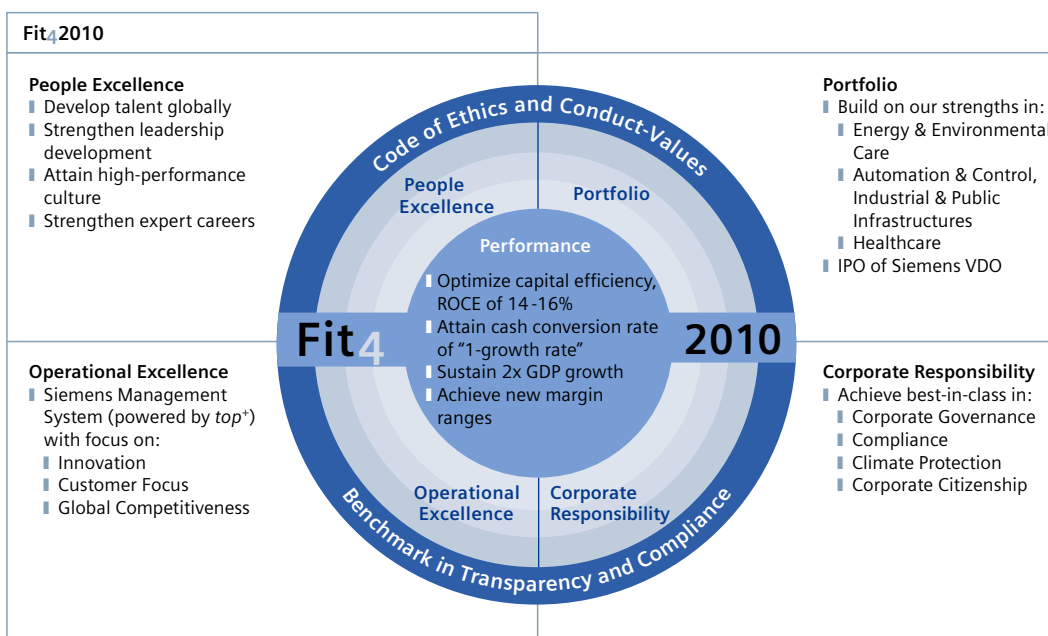 Fit42010
People Excellence
Develop talent globally
Strengthen leadership
development
Attain high-performance
culture
Strengthen expert careers
Portfolio
Build on our strengths in:
Energy & Environmental
Care
Automation & Control,
Industrial & Public
Infrastructures
Healthcare
IPO of Siemens VDO
Code of Ethics and Conduct-Values
People
Excellence
Portfolio
Performance
Optimize capital efficiency,
ROCE of 14-16%
Attain cash conversion rate
of “1-growth rate”
Sustain 2x GDP growth
Achieve new margin
ranges
Fit4 2010
Operational
Excellence
Corporate
Responsibility
Benchmark in Transparency and Compliance
Operational Excellence
Siemens Management
System (powered by top+)
with focus on:
Innovation
Customer Focus
Global Competitiveness
Corporate Responsibility
Achieve best-in-class in:
Corporate Governance
Compliance
Climate Protection
Corporate Citizenship